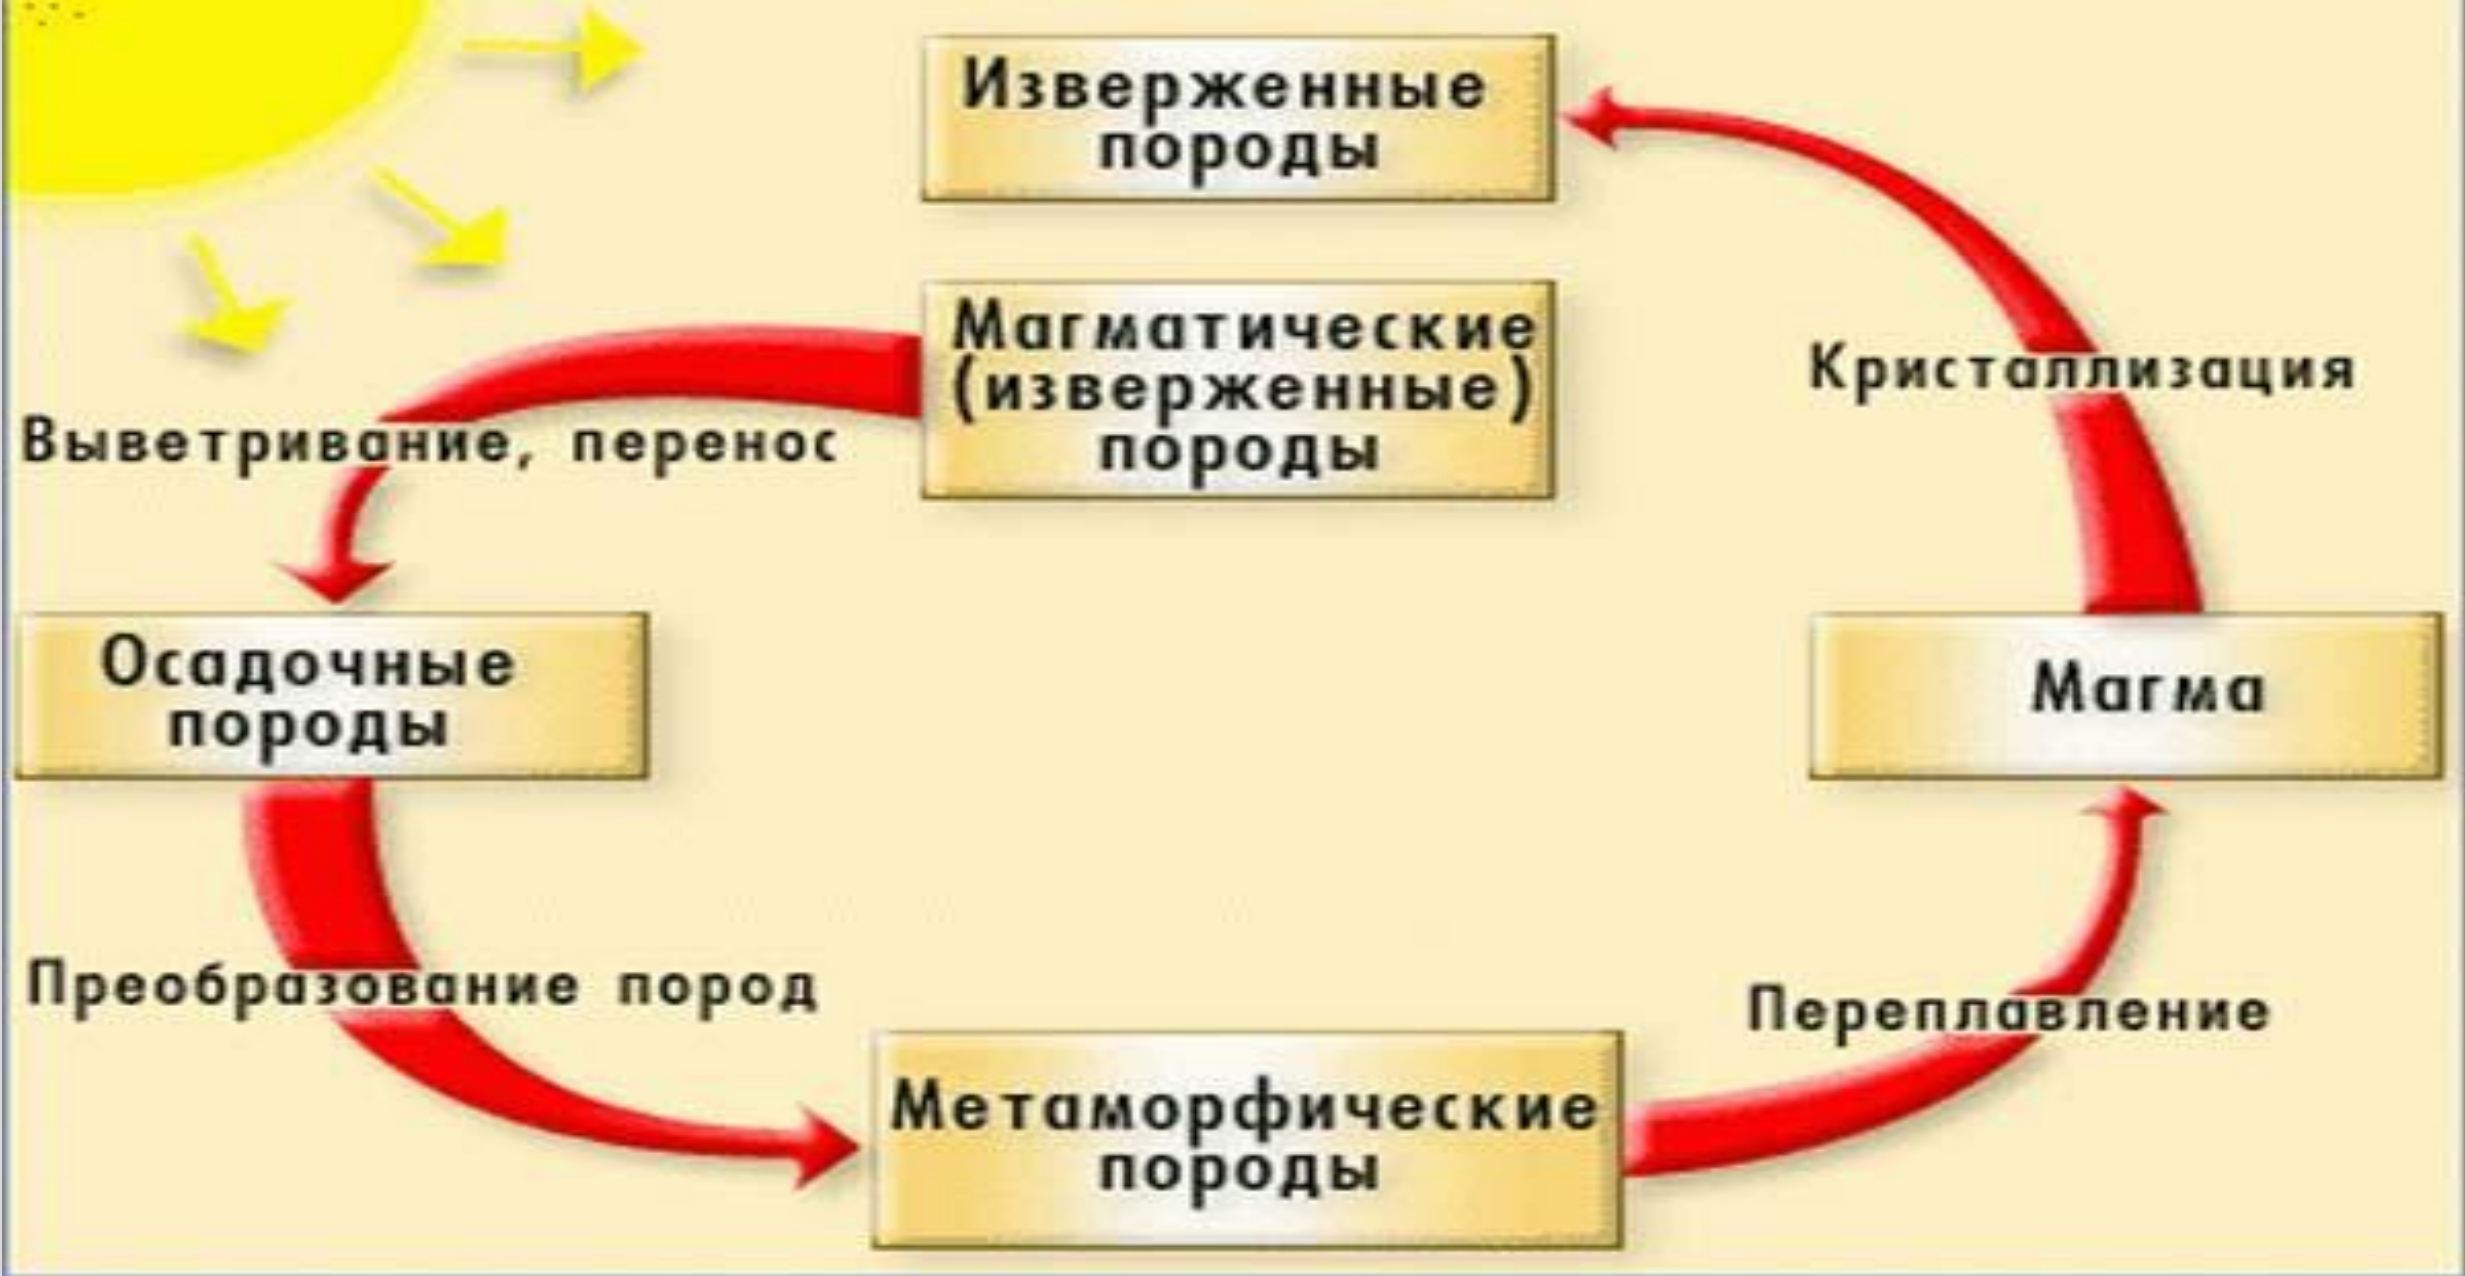 Изверженные
породы
Магматические
(изверженные)
породы
Кристаллизация
Выветривание, перенос
Осадочные
породы
Магма
Преобразование пород
Переплавление
Метаморфические
породы